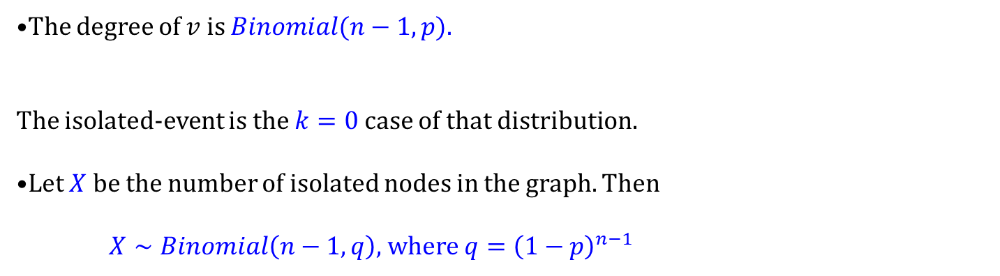 •The degree of v is Binomial(n − 1, p).
The isolated-event is the k = 0 case of that distribution.
•Let X be the number of isolated nodes in the graph. Then
X ~ Binomial(n − 1, q), where q = (1 − p)ⁿ⁻¹